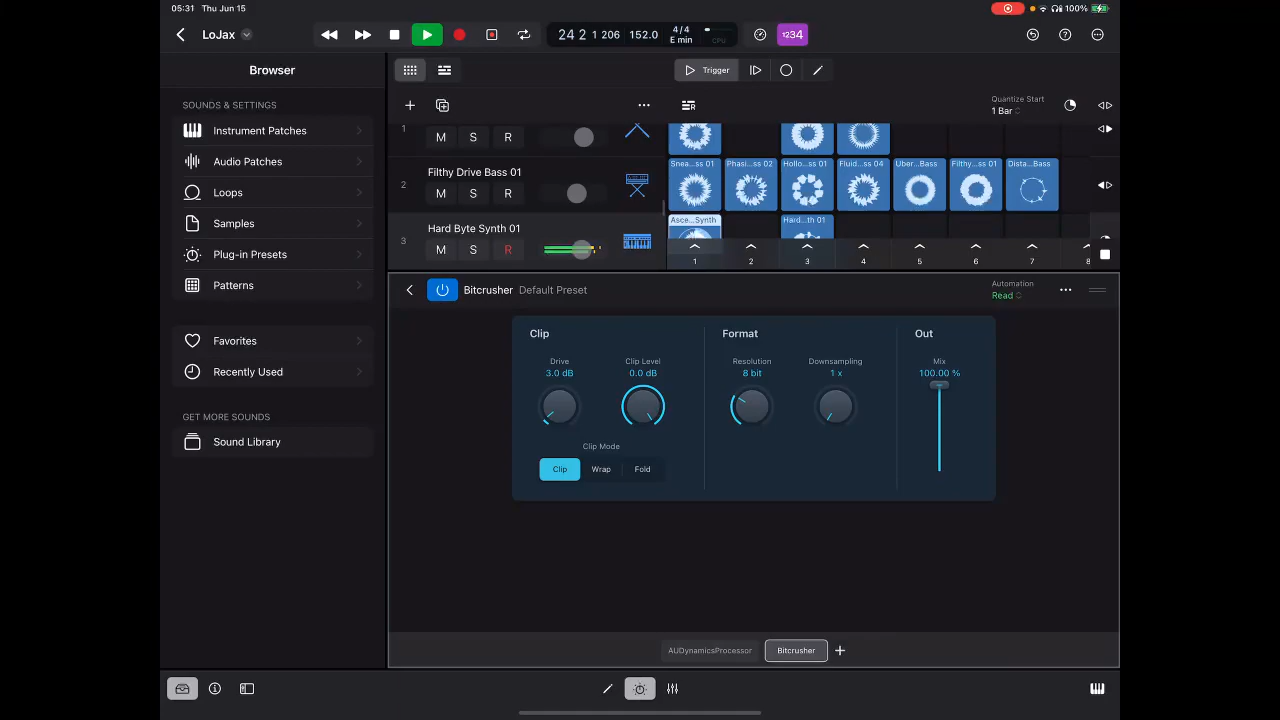 05:31 Thu Jun 15
100%
LoJax
24 2 1 206 152.0 4/4 E min CPU
1234
Browser
SOUNDS & SETTINGS
Instrument Patches
Audio Patches
Loops
Samples
Plug-in Presets
Patterns
Favorites
Recently Used
GET MORE SOUNDS
Sound Library
Trigger
Quantize Start
1 Bar
1 M S R
Filthy Drive Bass 01
2 M S R
Hard Byte Synth 01
3 M S R
Snea...ss 01 Phasi...ss 02 Hollo...ss 01 Fluid...ss 04 Uber...Bass Filthy...ss 01 Dista...Bass
Asce...Synth Hard...th 01
1 2 3 4 5 6 7 8
Bitcrusher Default Preset
Automation
Read
Clip Format Out
Drive Clip Level Resolution Downsampling Mix
3.0 dB 0.0 dB 8 bit 1 x 100.00 %
Clip Mode
Clip Wrap Fold
AUDynamicsProcessor Bitcrusher